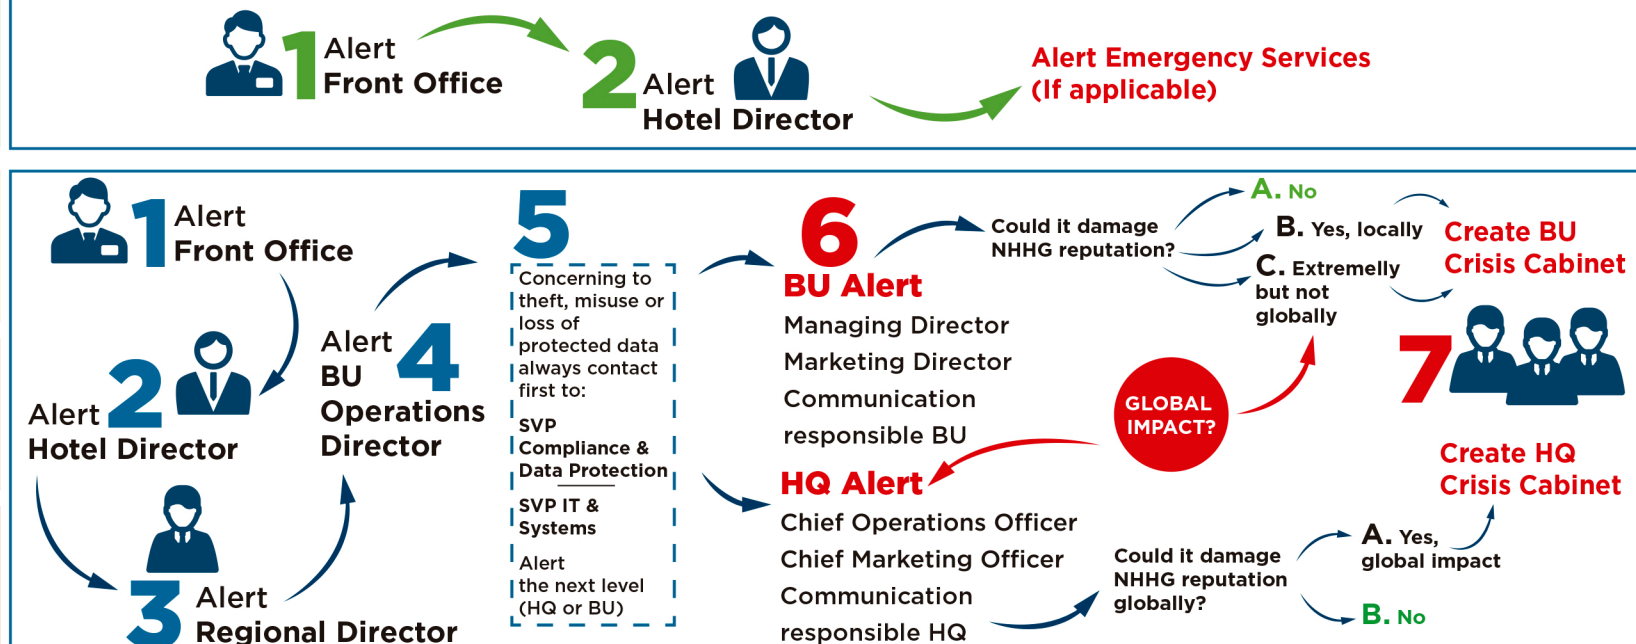 1 Alert
Front Office
2 Alert
Hotel Director
Alert Emergency Services
(If applicable)
1 Alert
Front Office
Alert 2
Hotel Director
3 Alert
Regional Director
Alert 4
BU
Operations
Director
5
Concerning to
theft, misuse or
loss of
protected data
always contact
first to:
SVP
Compliance &
Data Protection
SVP IT &
Systems
Alert
the next level
(HQ or BU)
6
BU Alert
Managing Director
Marketing Director
Communication
responsible BU
HQ Alert
Chief Operations Officer
Chief Marketing Officer
Communication
responsible HQ
GLOBAL
IMPACT?
Could it damage
NHHG reputation?
A. No
B. Yes, locally
C. Extremelly
but not
globally
Create BU
Crisis Cabinet
7
Create HQ
Crisis Cabinet
Could it damage
NHHG reputation
globally?
A. Yes,
global impact
B. No